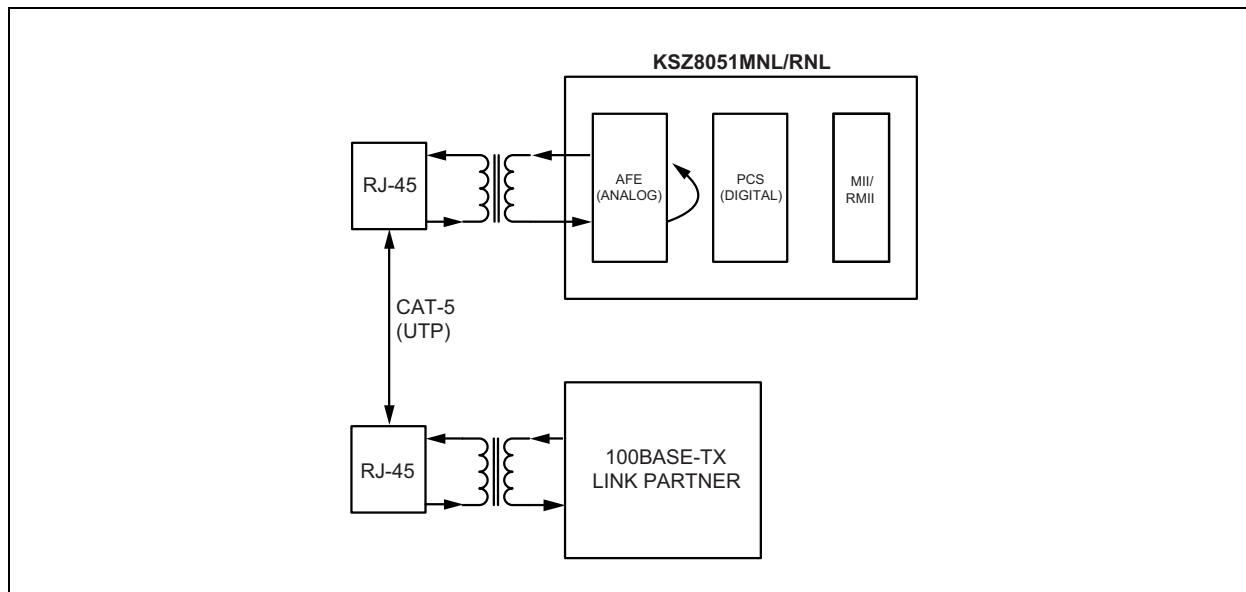 KSZ8051MNL/RNL
RJ-45
AFE
(ANALOG)
PCS
(DIGITAL)
MII/
RMII
CAT-5
(UTP)
RJ-45
100BASE-TX
LINK PARTNER